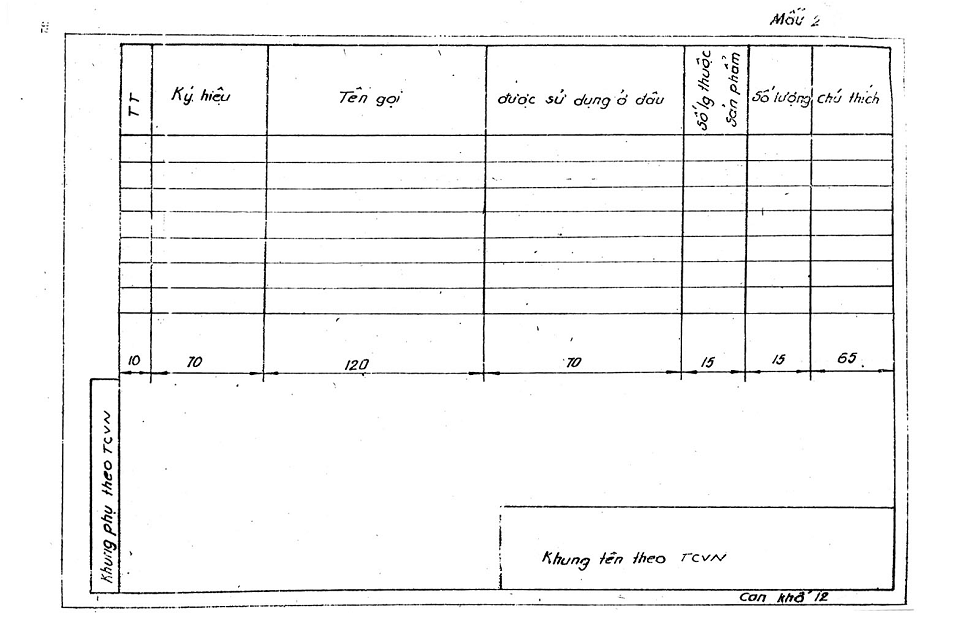 Mẫu 2
TT
Ký hiệu
Tên gọi
được sử dụng ở dâu
Số lg thuộc
sản phẩm
Số lượng
chú thích
10
70
120
70
15
15
65
Khung phụ theo TCVN
Khung tên theo TCVN
Can khổ 12